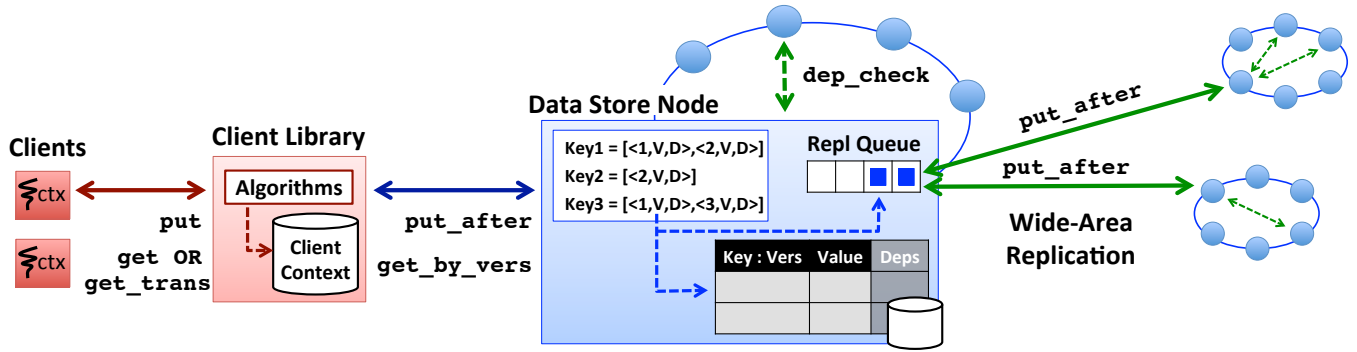 Clients
ctx
ctx
put
get OR
get_trans
Client Library
Algorithms
Client
Context
put_after
get_by_vers
Data Store Node
Key1 = [<1,V,D>,<2,V,D>]
Key2 = [<2,V,D>]
Key3 = [<1,V,D>,<3,V,D>]
dep_check
Repl Queue
Key : Vers Value Deps
put_after
put_after
Wide-Area
Replication